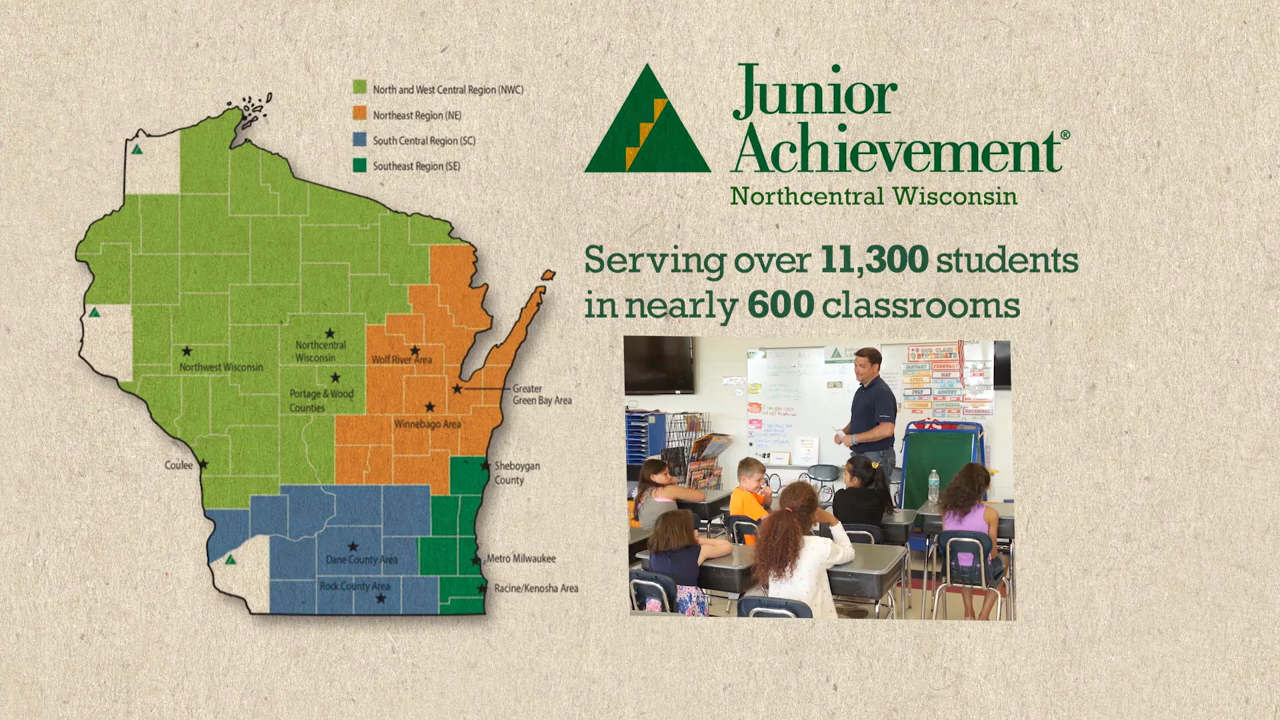 North and West Central Region (NWC)
Northeast Region (NE)
South Central Region (SC)
Southeast Region (SE)
Northcentral
Wisconsin
Northwest Wisconsin
Wolf River Area
Portage & Wood
Counties
Greater
Green Bay Area
Winnebago Area
Coulee
Sheboygan
County
Dane County Area
Metro Milwaukee
Rock County Area
Racine/Kenosha Area
Junior
Achievement®
Northcentral Wisconsin
Serving over 11,300 students
in nearly 600 classrooms
OUR CLASS
BIRTHDAYS